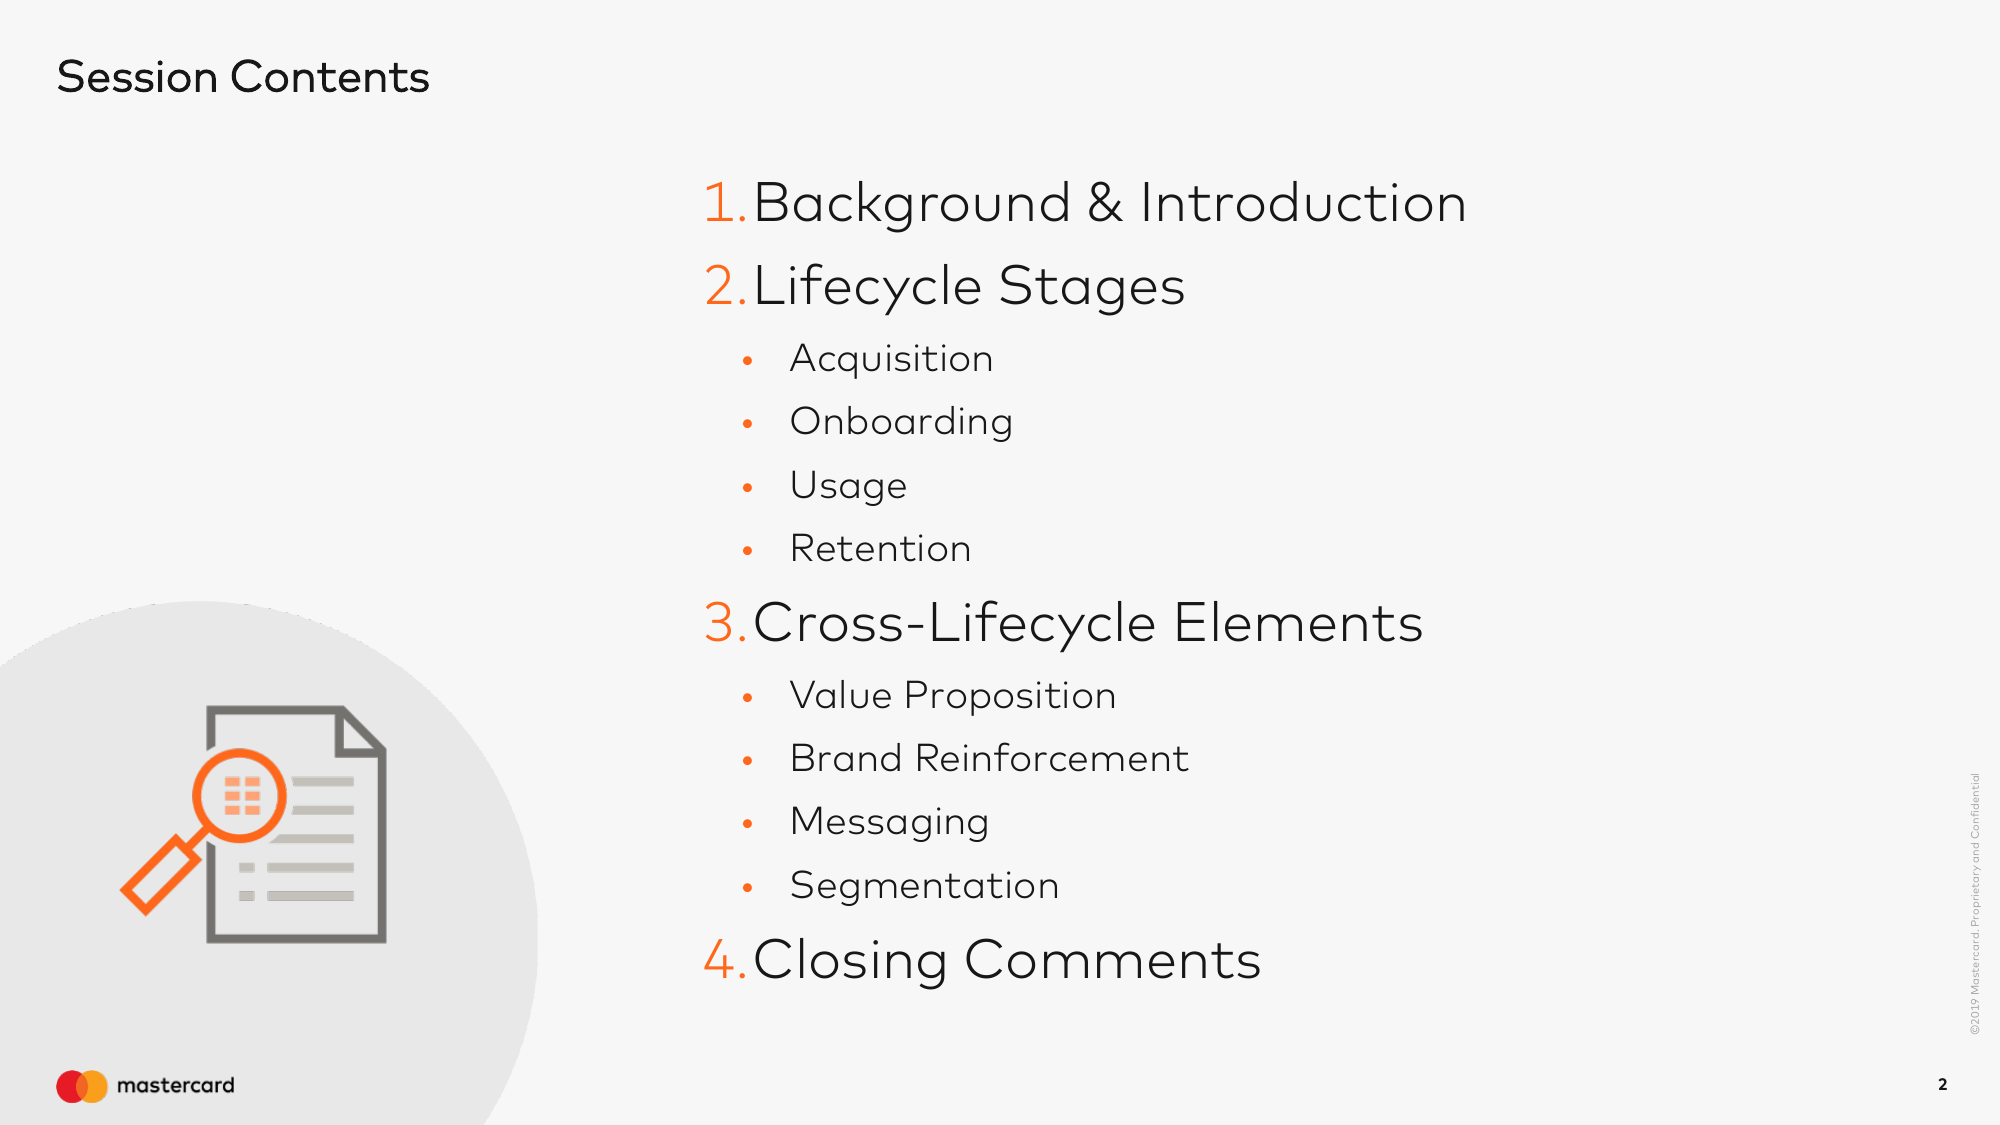 Session Contents
1. Background & Introduction
2. Lifecycle Stages
• Acquisition
• Onboarding
• Usage
• Retention
3. Cross-Lifecycle Elements
• Value Proposition
• Brand Reinforcement
• Messaging
• Segmentation
4. Closing Comments
©2019 Mastercard. Proprietary and Confidential
mastercard
2